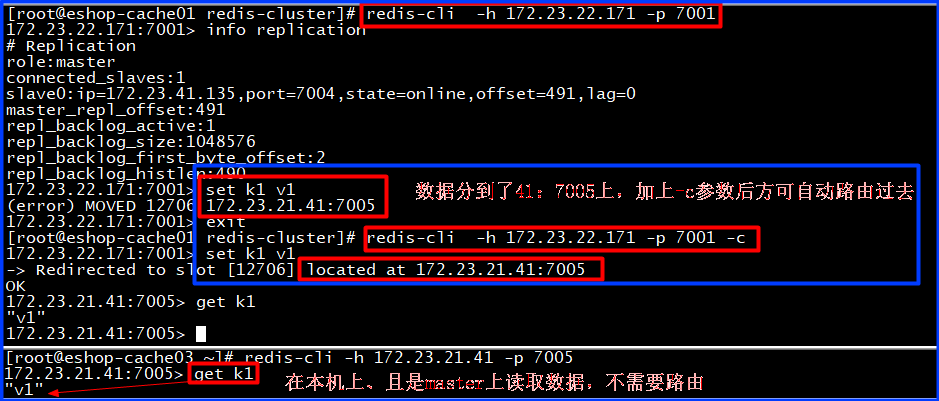 [root@eshop-cache01 redis-cluster]# redis-cli  -h 172.23.22.171 -p 7001
172.23.22.171:7001> info replication
# Replication
role:master
connected_slaves:1
slave0:ip=172.23.41.135,port=7004,state=online,offset=491,lag=0
master_repl_offset:491
repl_backlog_active:1
repl_backlog_size:1048576
repl_backlog_first_byte_offset:2
repl_backlog_histlen:490
172.23.22.171:7001> set k1 v1
数据分到了41：7005上，加上-c参数后方可自动路由过去
(error) MOVED 12706 172.23.21.41:7005
172.23.22.171:7001> exit
[root@eshop-cache01 redis-cluster]# redis-cli  -h 172.23.22.171 -p 7001 -c
172.23.22.171:7001> set k1 v1
-> Redirected to slot [12706] located at 172.23.21.41:7005
OK
172.23.21.41:7005> get k1
"v1"
172.23.21.41:7005>
[root@eshop-cache03 ~]# redis-cli -h 172.23.21.41 -p 7005
172.23.21.41:7005> get k1
在本机上、且是master上读取数据，不需要路由
"v1"